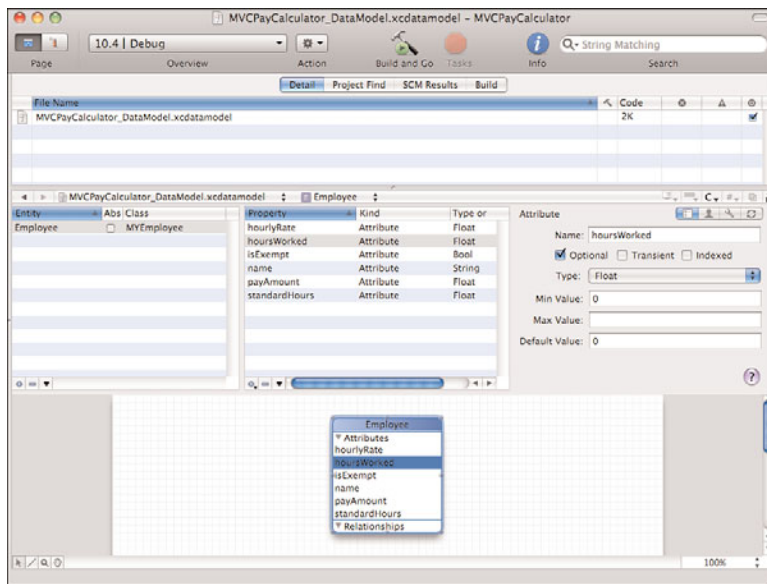 MVCPayCalculator_DataModel.xcdatamodel – MVCPayCalculator
10.4 | Debug
Page
Overview
Action
Build and Go
Tasks
Info
String Matching
Search
Detail Project Find SCM Results Build
File Name Code
MVCPayCalculator_DataModel.xcdatamodel 2K
MVCPayCalculator_DataModel.xcdatamodel Employee C
Entity Abs Class
Employee MYEmployee
Property Kind Type or
hourlyRate Attribute Float
hoursWorked Attribute Float
isExempt Attribute Bool
name Attribute String
payAmount Attribute Float
standardHours Attribute Float
Attribute
Name: hoursWorked
Optional Transient Indexed
Type: Float
Min Value: 0
Max Value:
Default Value: 0
?
Employee
Attributes
hourlyRate
hoursWorked
isExempt
name
payAmount
standardHours
Relationships
100%